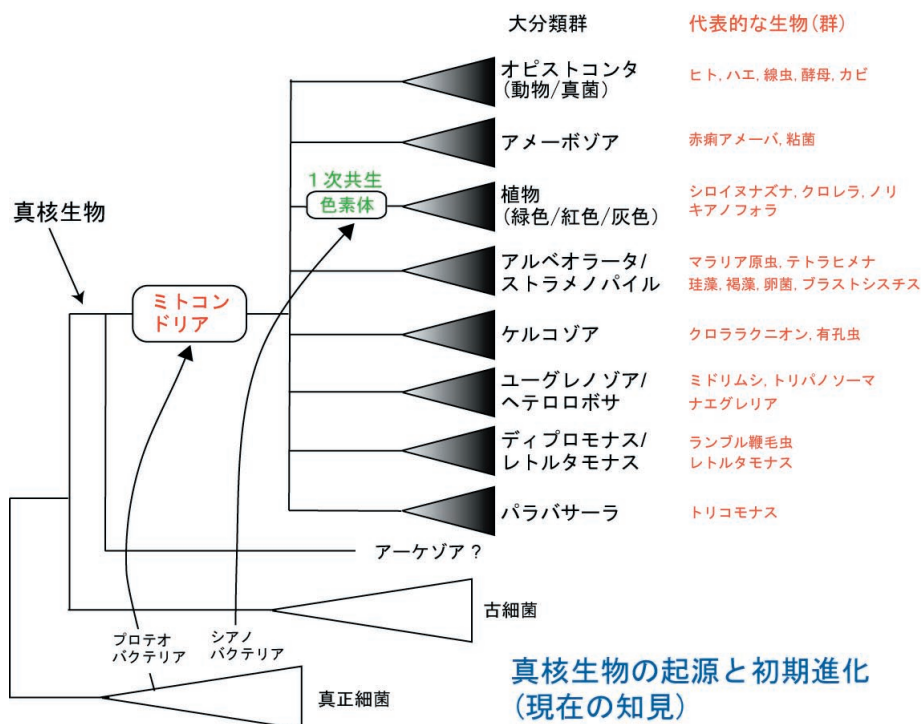 大分類群 代表的な生物(群)
オピストコンタ
(動物/真菌)
ヒト, ハエ, 線虫, 酵母, カビ
アメーボゾア
赤痢アメーバ, 粘菌
1次共生
色素体
植物
(緑色/紅色/灰色)
シロイヌナズナ, クロレラ, ノリ
キアノフォラ
真核生物
アルベオラータ/
ストラメノパイル
マラリア原虫, テトラヒメナ
珪藻, 褐藻, 卵菌, ブラストシスチス
ミトコン
ドリア
ケルコゾア
クロララクニオン, 有孔虫
ユーグレノゾア/
ヘテロロボサ
ミドリムシ, トリパノソーマ
ナエグレリア
ディプロモナス/
レトルタモナス
ランブル鞭毛虫
レトルタモナス
パラバサーラ
トリコモナス
アーケゾア?
古細菌
プロテオ
バクテリア
シアノ
バクテリア
真正細菌
真核生物の起源と初期進化
(現在の知見)